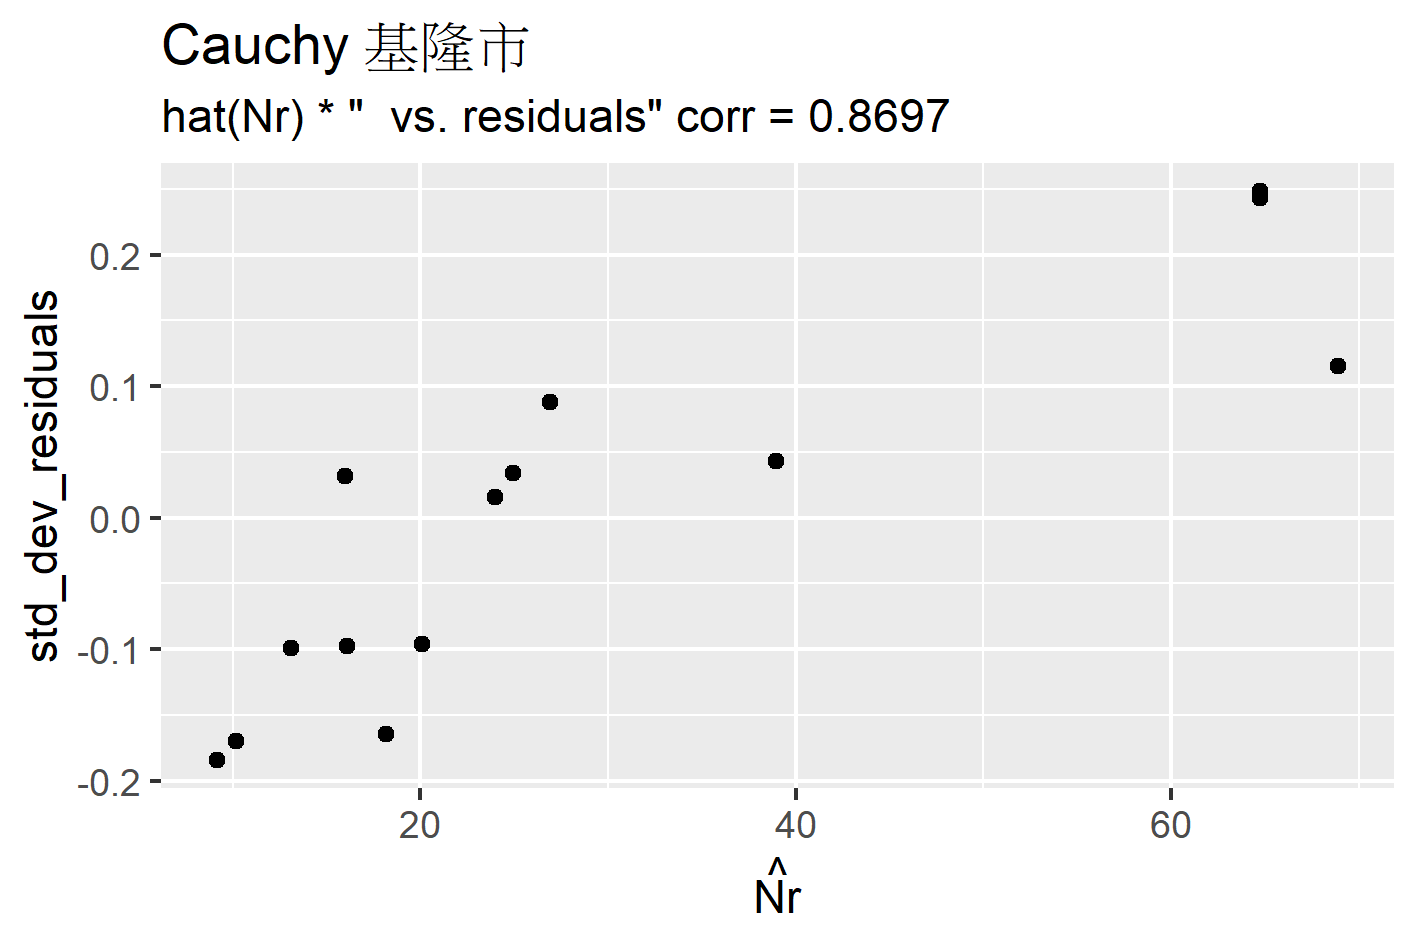 Cauchy 基隆市
hat(Nr) * "  vs. residuals" corr = 0.8697
std_dev_residuals
0.2
0.1
0.0
-0.1
-0.2
20 40 60
N̂r